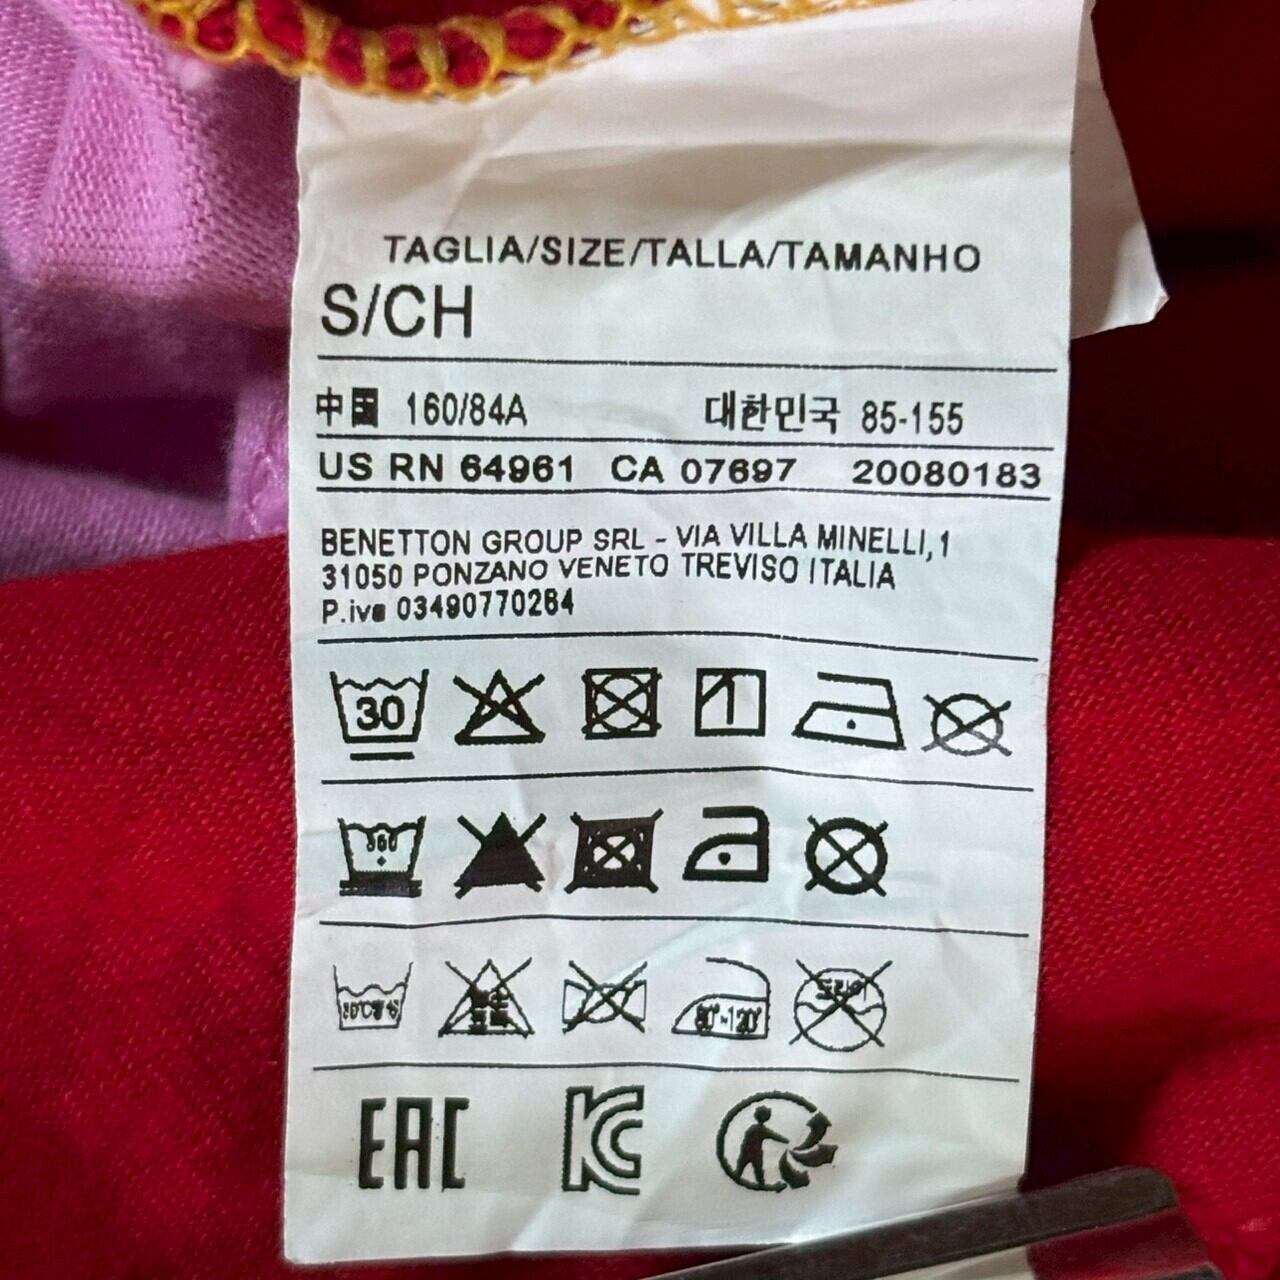 TAGLIA/SIZE/TALLA/TAMANHO
S/CH
中国 160/84A 대한민국 85-155
US RN 64961 CA 07697 20080183
BENETTON GROUP SRL - VIA VILLA MINELLI,1
31050 PONZANO VENETO TREVISO ITALIA
P.iva 03490770264
30
80°~120°
EAC
KC